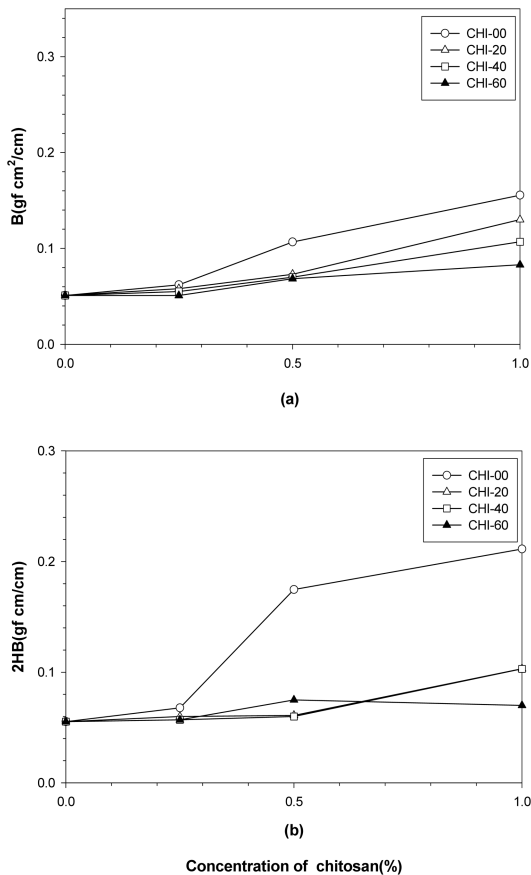 B(gf cm²/cm)
0.3
0.2
0.1
0.0
CHI-00
CHI-20
CHI-40
CHI-60
0.0 0.5 1.0
(a)
2HB(gf cm/cm)
0.3
0.2
0.1
0.0
CHI-00
CHI-20
CHI-40
CHI-60
0.0 0.5 1.0
(b)
Concentration of chitosan(%)